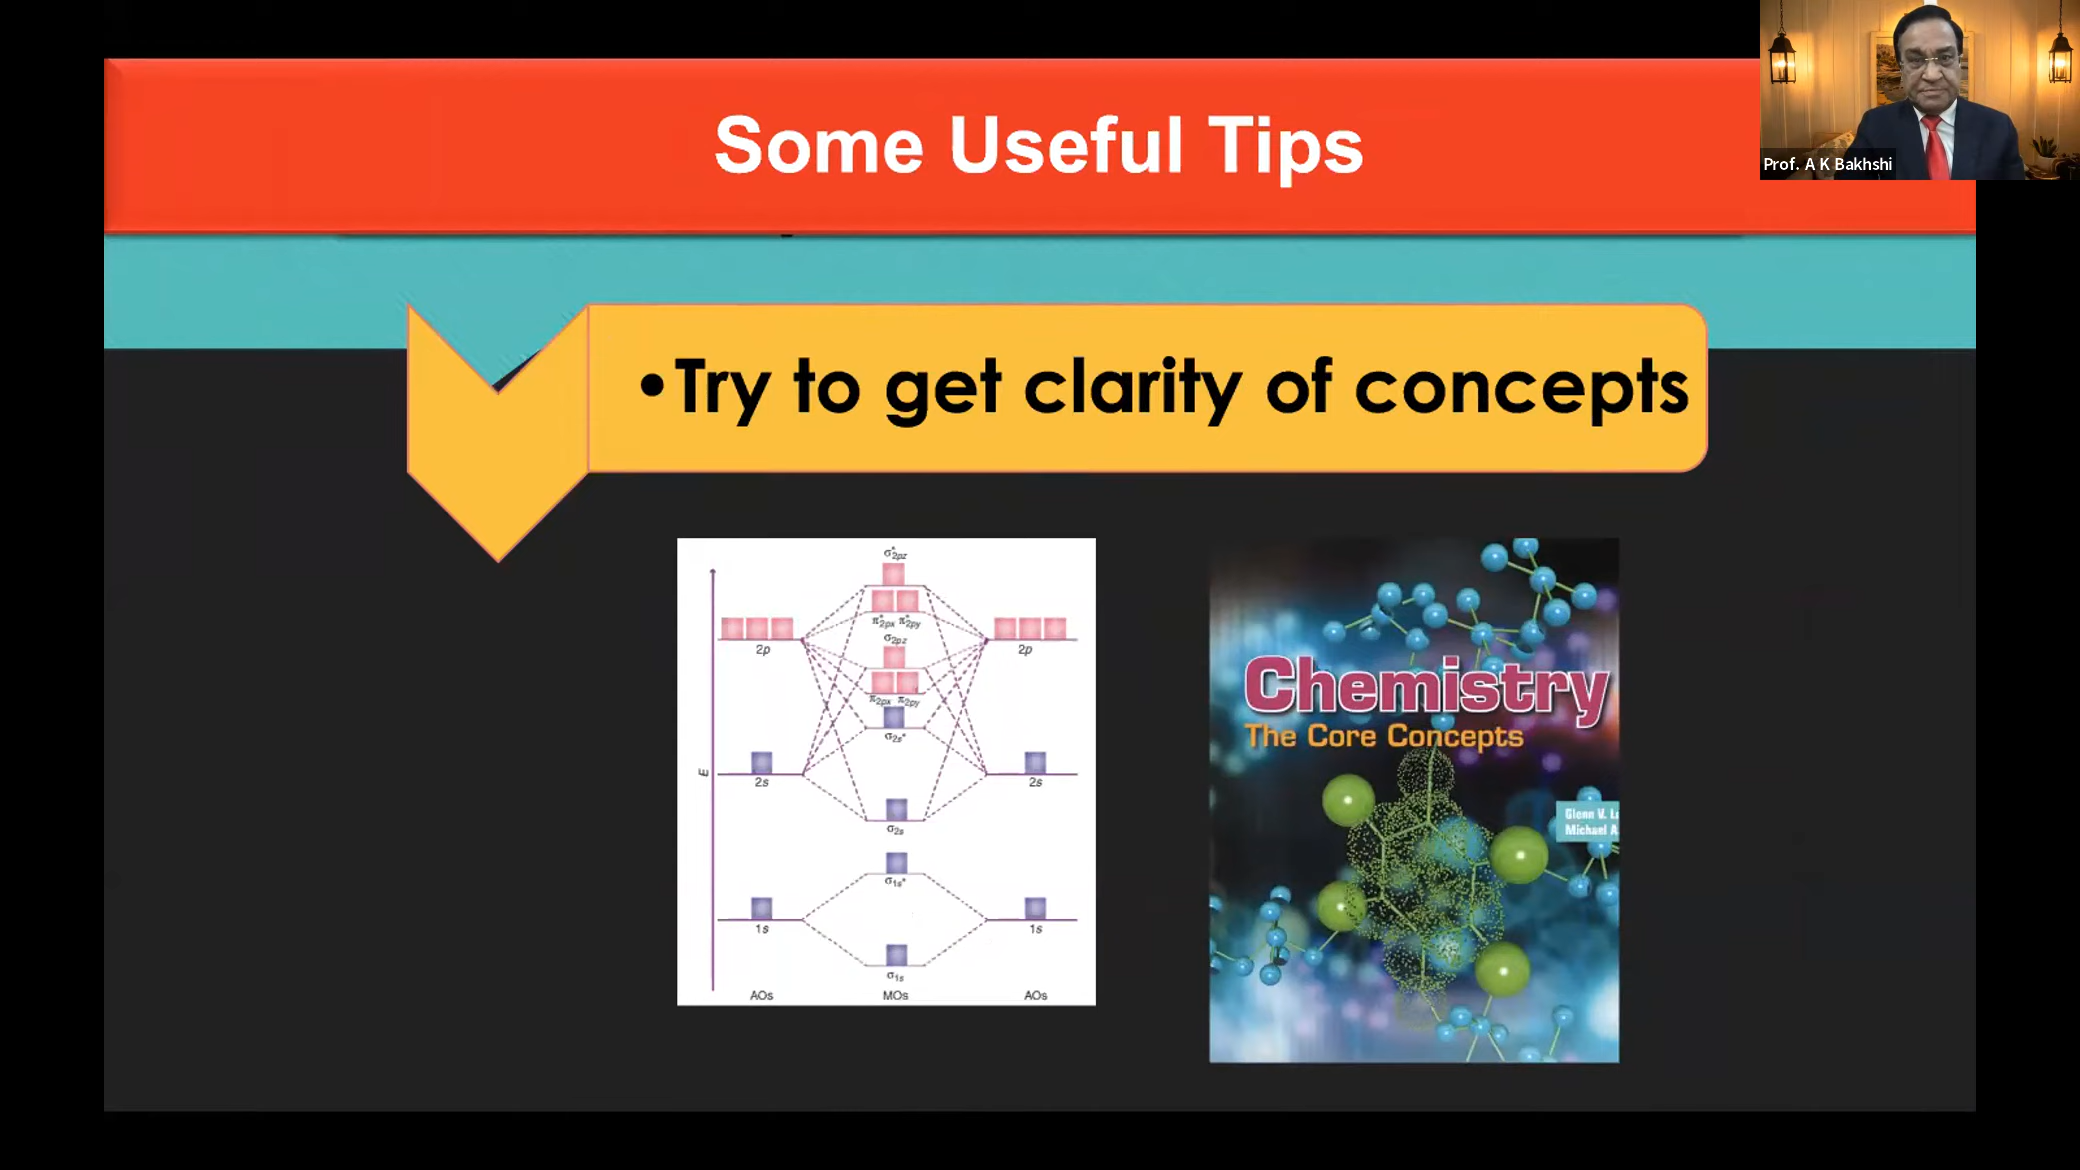 Some Useful Tips
Prof. A K Bakhshi
•Try to get clarity of concepts
σ*2pz
π*2px π*2py
σ2pz
2p
2p
π2px π2py
σ2s*
E
2s
2s
σ2s
σ1s*
1s
1s
σ1s
AOs
MOs
AOs
Chemistry
The Core Concepts
Glenn V.
Michael A.